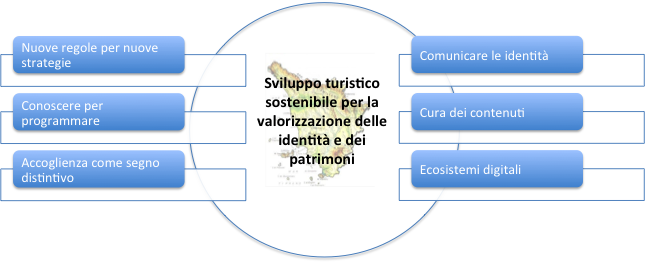 Nuove regole per nuove
strategie
Conoscere per
programmare
Accoglienza come segno
distintivo
Sviluppo turistico
sostenibile per la
valorizzazione delle
identità e dei
patrimoni
Comunicare le identità
Cura dei contenuti
Ecosistemi digitali